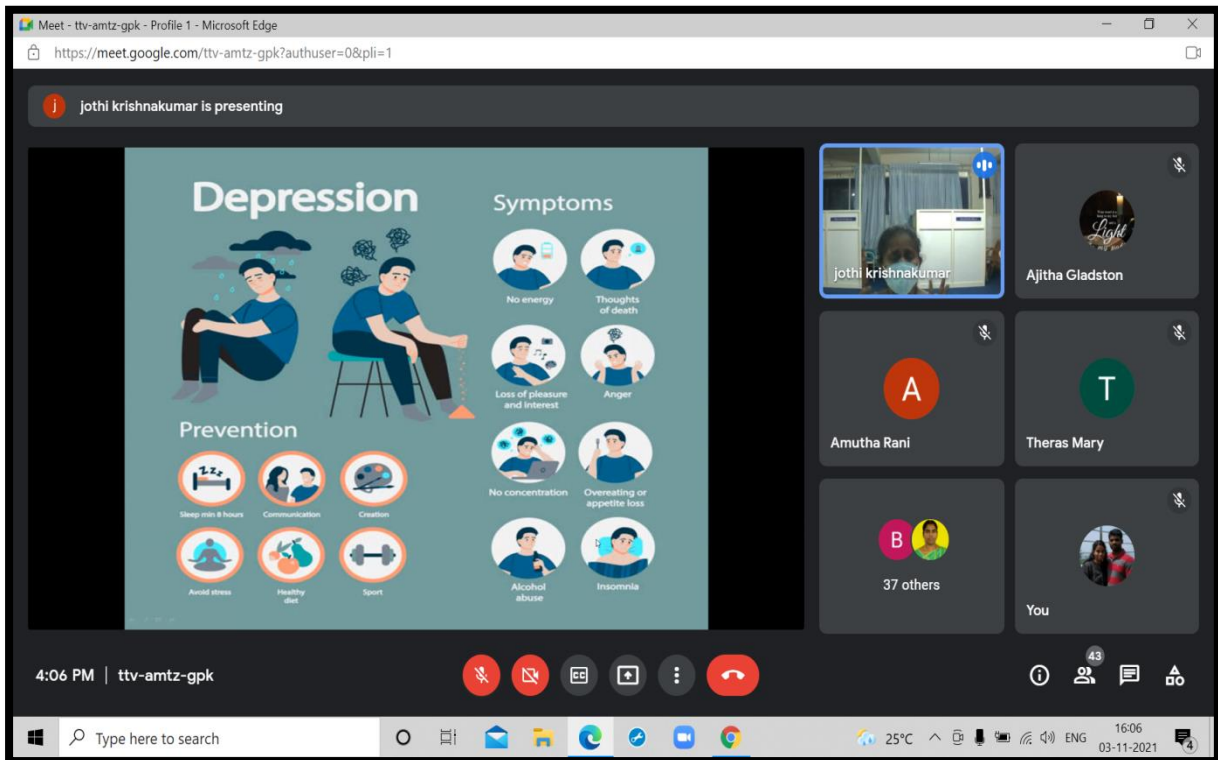 Meet - ttv-amtz-gpk - Profile 1 - Microsoft Edge
https://meet.google.com/ttv-amtz-gpk?authuser=0&pli=1
j jothi krishnakumar is presenting
Depression
Symptoms
No energy
Thoughts
of death
Loss of pleasure
and interest
Anger
Prevention
Sleep min 8 hours
Communication
Creation
No concentration
Overeating or
appetite loss
Avoid stress
Healthy
diet
Sport
Alcohol
abuse
Insomnia
jothi krishnakumar
Light
Ajitha Gladston
A
Amutha Rani
T
Theras Mary
B
37 others
You
4:06 PM | ttv-amtz-gpk
CC
43
Type here to search
25°C
ENG
16:06
03-11-2021
4